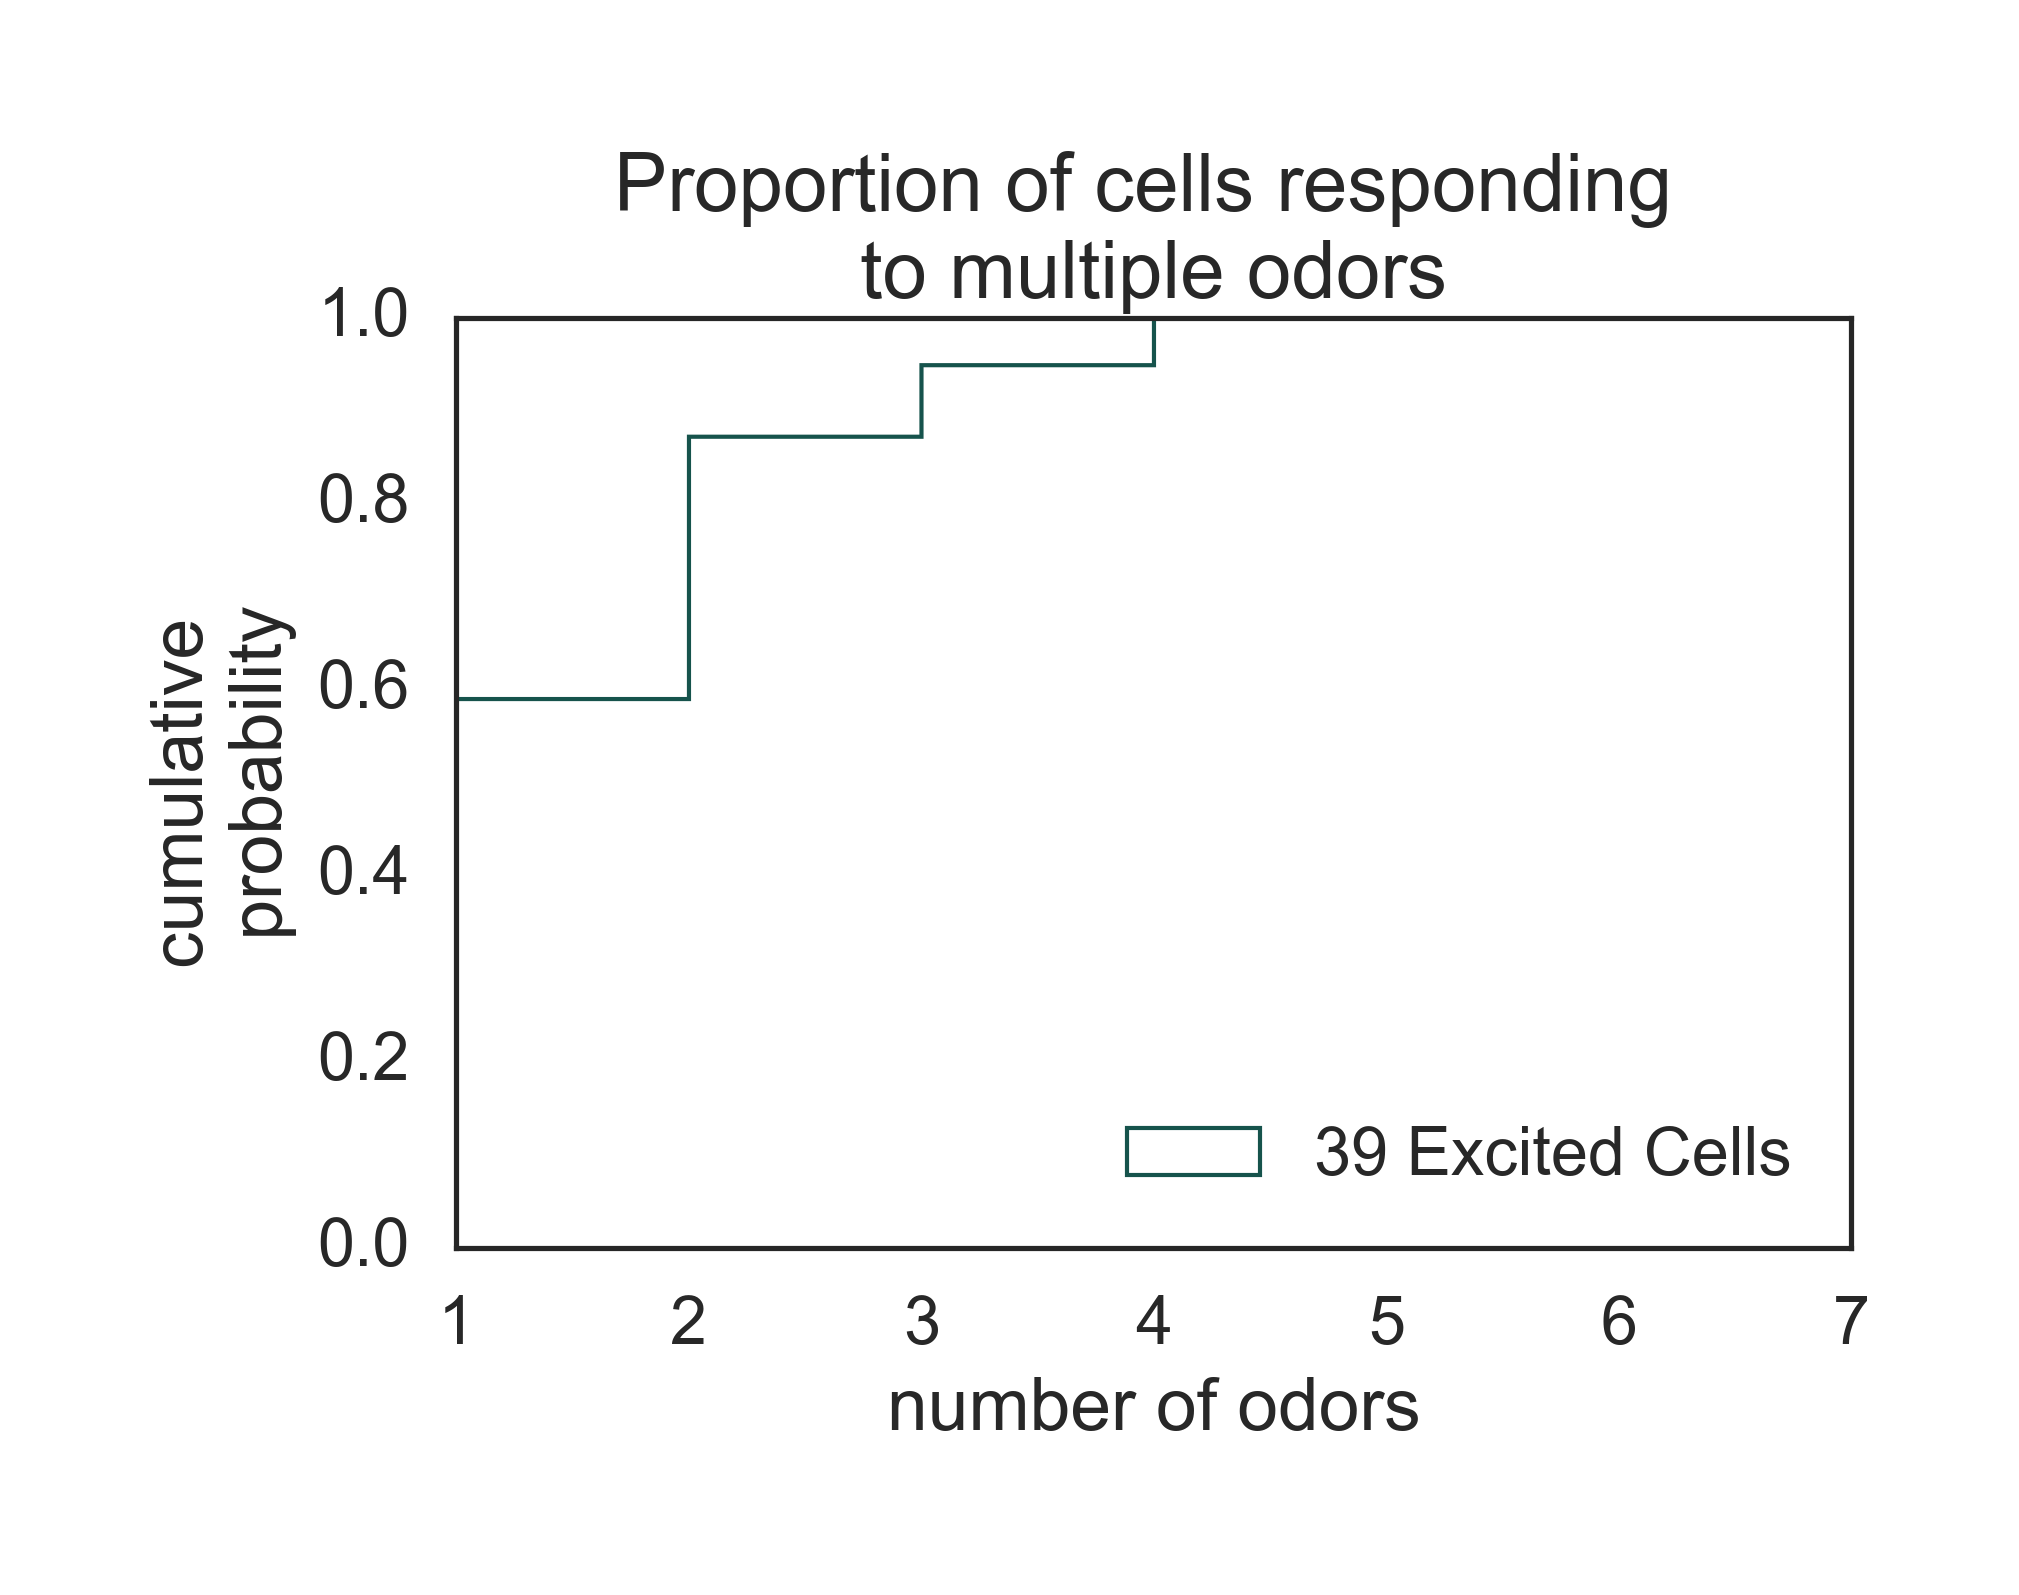 Proportion of cells responding
to multiple odors
cumulative
probability
1.0
0.8
0.6
0.4
0.2
0.0
39 Excited Cells
1 2 3 4 5 6 7
number of odors